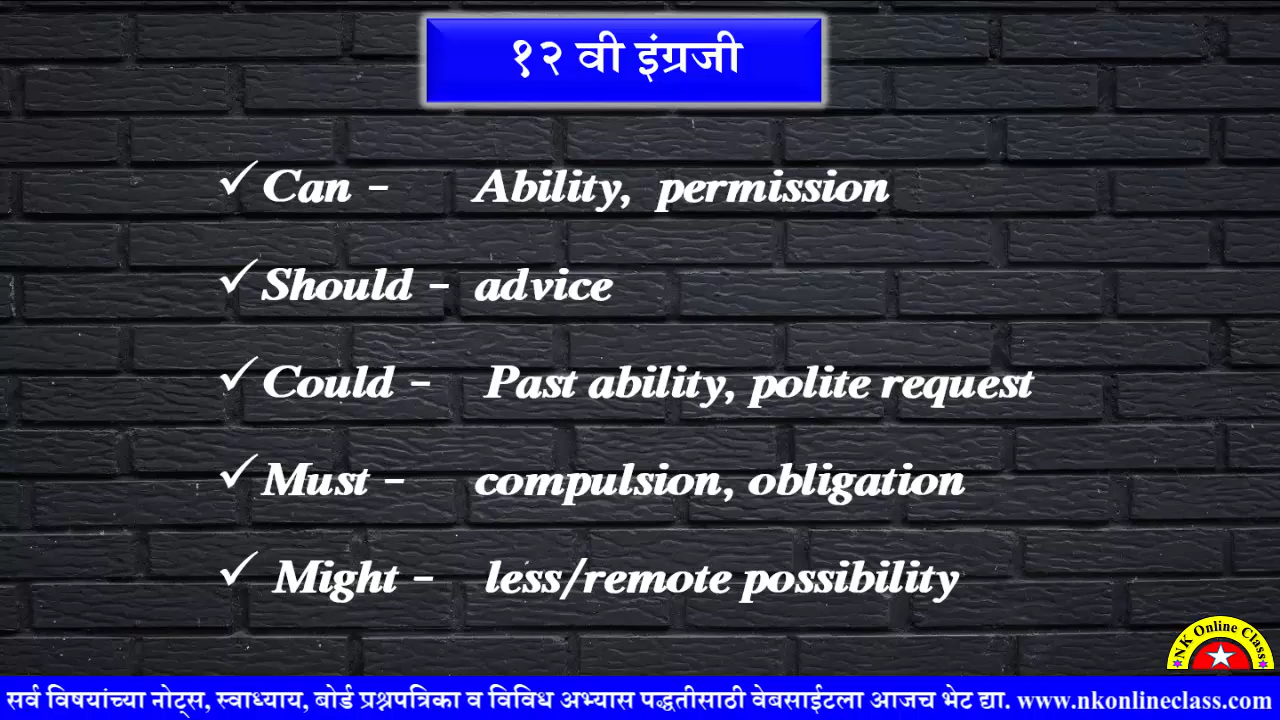 १२ वी इंग्रजी
✓ Can - Ability, permission
✓ Should - advice
✓ Could - Past ability, polite request
✓ Must - compulsion, obligation
✓ Might - less/remote possibility
NK Online Class
सर्व विषयांच्या नोट्स, स्वाध्याय, बोर्ड प्रश्नपत्रिका व विविध अभ्यास पद्धतीसाठी वेबसाईटला आजच भेट द्या. www.nkonlineclass.com